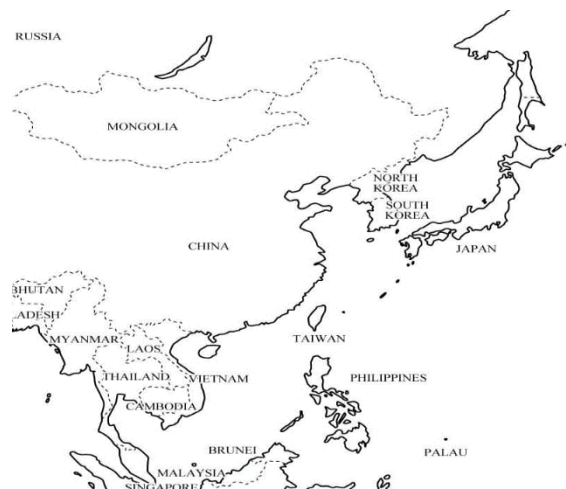 RUSSIA
MONGOLIA
NORTH
KOREA
SOUTH
KOREA
CHINA
JAPAN
BHUTAN
ADESH
MYANMAR
LAOS
TAIWAN
THAILAND
VIETNAM
PHILIPPINES
CAMBODIA
BRUNEI
PALAU
MALAYSIA
SINGAPORE